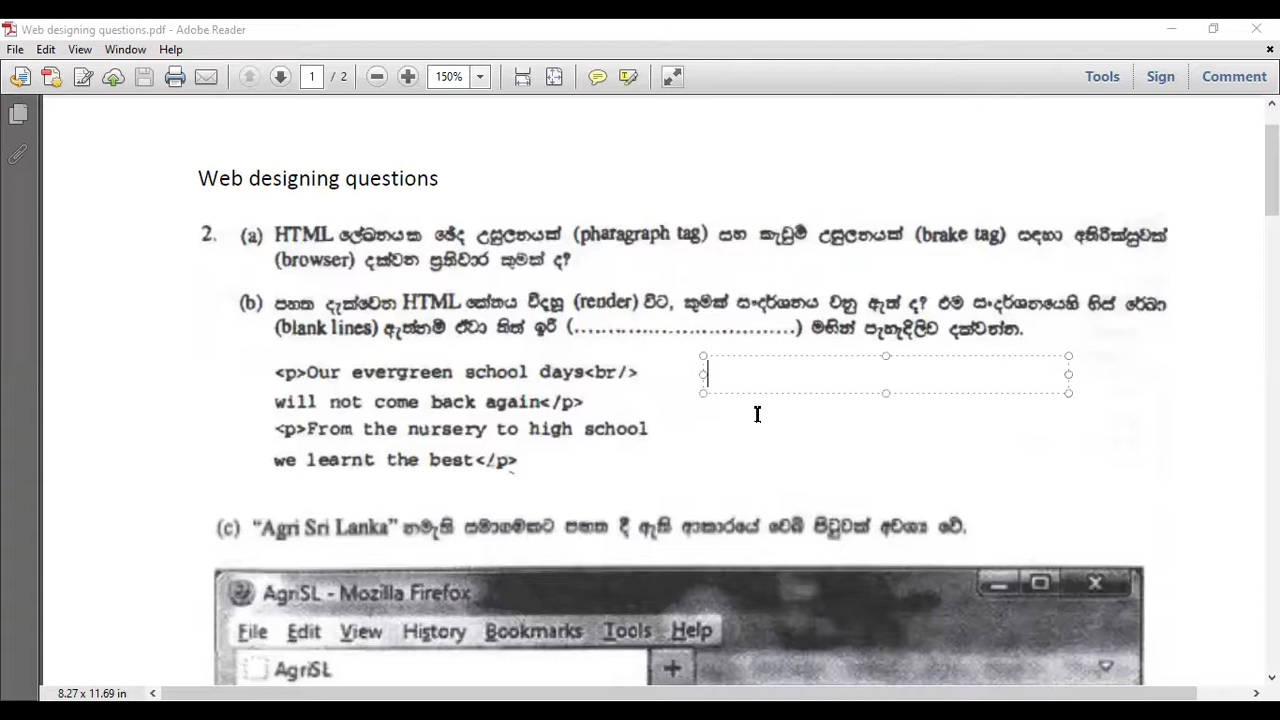 Web designing questions.pdf - Adobe Reader
File Edit View Window Help
1 / 2 150% Tools Sign Comment
Web designing questions
2. (a) HTML ලේඛනයක ඡේද උසුලනයක් (pharagraph tag) සහ කැඩුම් උසුලනයක් (brake tag) සඳහා අතිරික්සුවක්
(browser) දක්වන ප්‍රතිචාර කුමක් ද?
(b) පහත දැක්වෙන HTML කේතය විදහූ (render) විට, කුමක් සංදර්ශනය වනු ඇත් ද? එම සංදර්ශනයෙහි හිස් රේඛා
(blank lines) ඇත්නම් ඒවා තිත් ඉරි (.................................) මඟින් පැහැදිලිව දක්වන්න.
<p>Our evergreen school days<br/>
will not come back again</p>
<p>From the nursery to high school
we learnt the best</p>
(c) "Agri Sri Lanka" නමැති සමාගමකට පහත දී ඇති ආකාරයේ වෙබ් පිටුවක් අවශ්‍ය වේ.
AgriSL - Mozilla Firefox
File Edit View History Bookmarks Tools Help
AgriSL +
8.27 x 11.69 in